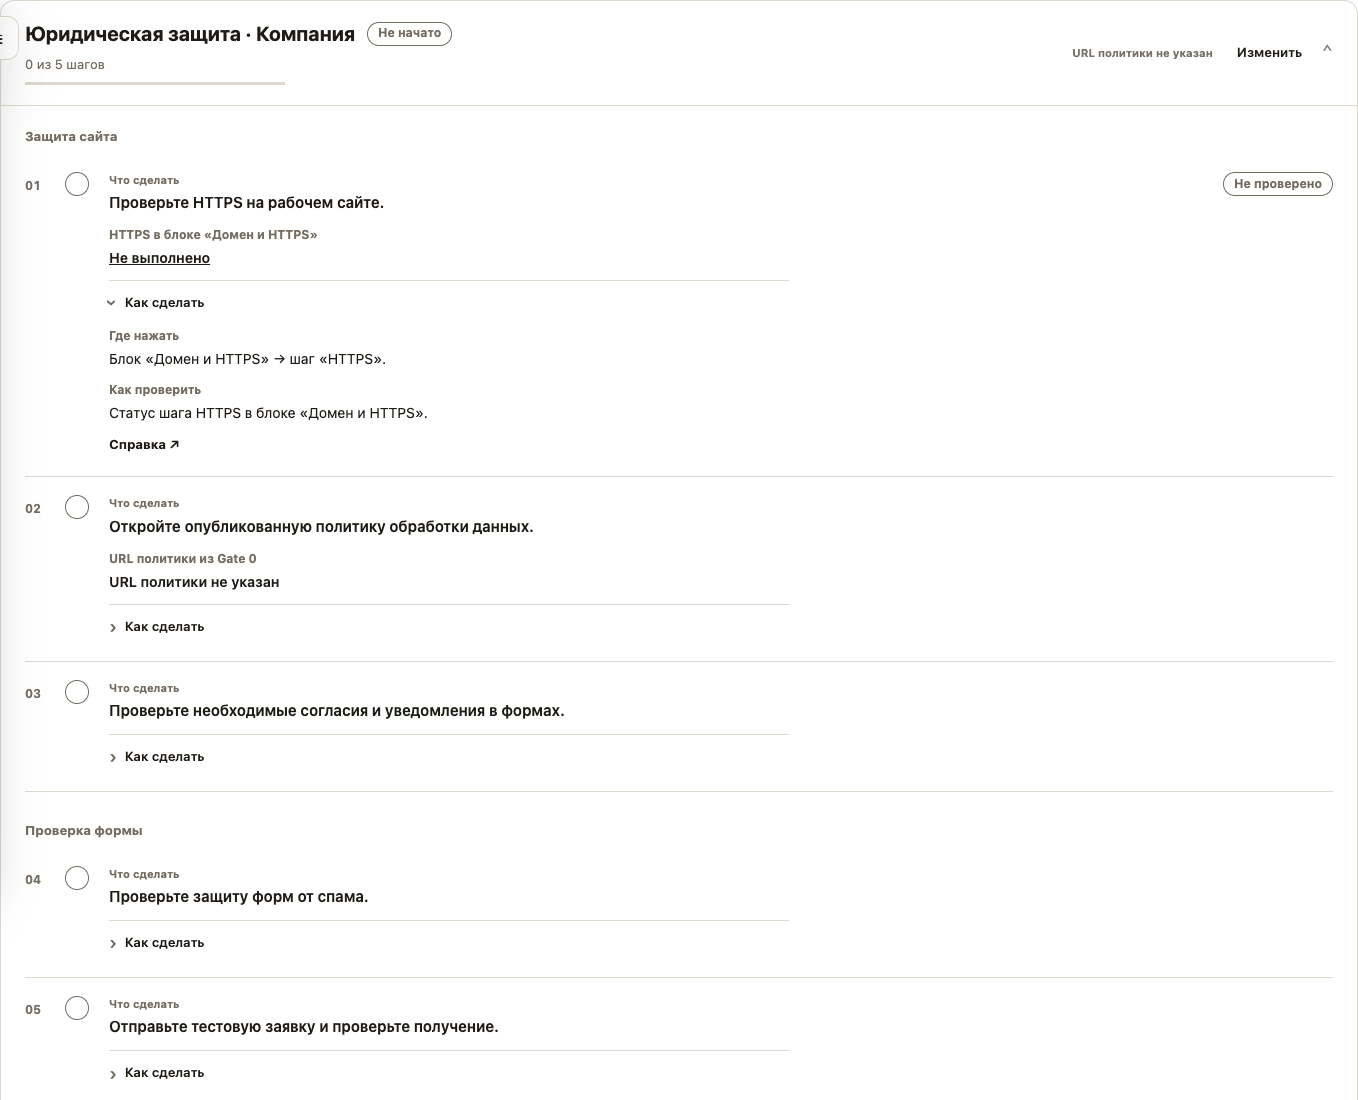 Юридическая защита · Компания
Не начато
0 из 5 шагов
URL политики не указан
Изменить
Защита сайта
01
Что сделать
Проверьте HTTPS на рабочем сайте.
Не проверено
HTTPS в блоке «Домен и HTTPS»
Не выполнено
Как сделать
Где нажать
Блок «Домен и HTTPS» → шаг «HTTPS».
Как проверить
Статус шага HTTPS в блоке «Домен и HTTPS».
Справка ↗
02
Что сделать
Откройте опубликованную политику обработки данных.
URL политики из Gate 0
URL политики не указан
Как сделать
03
Что сделать
Проверьте необходимые согласия и уведомления в формах.
Как сделать
Проверка формы
04
Что сделать
Проверьте защиту форм от спама.
Как сделать
05
Что сделать
Отправьте тестовую заявку и проверьте получение.
Как сделать